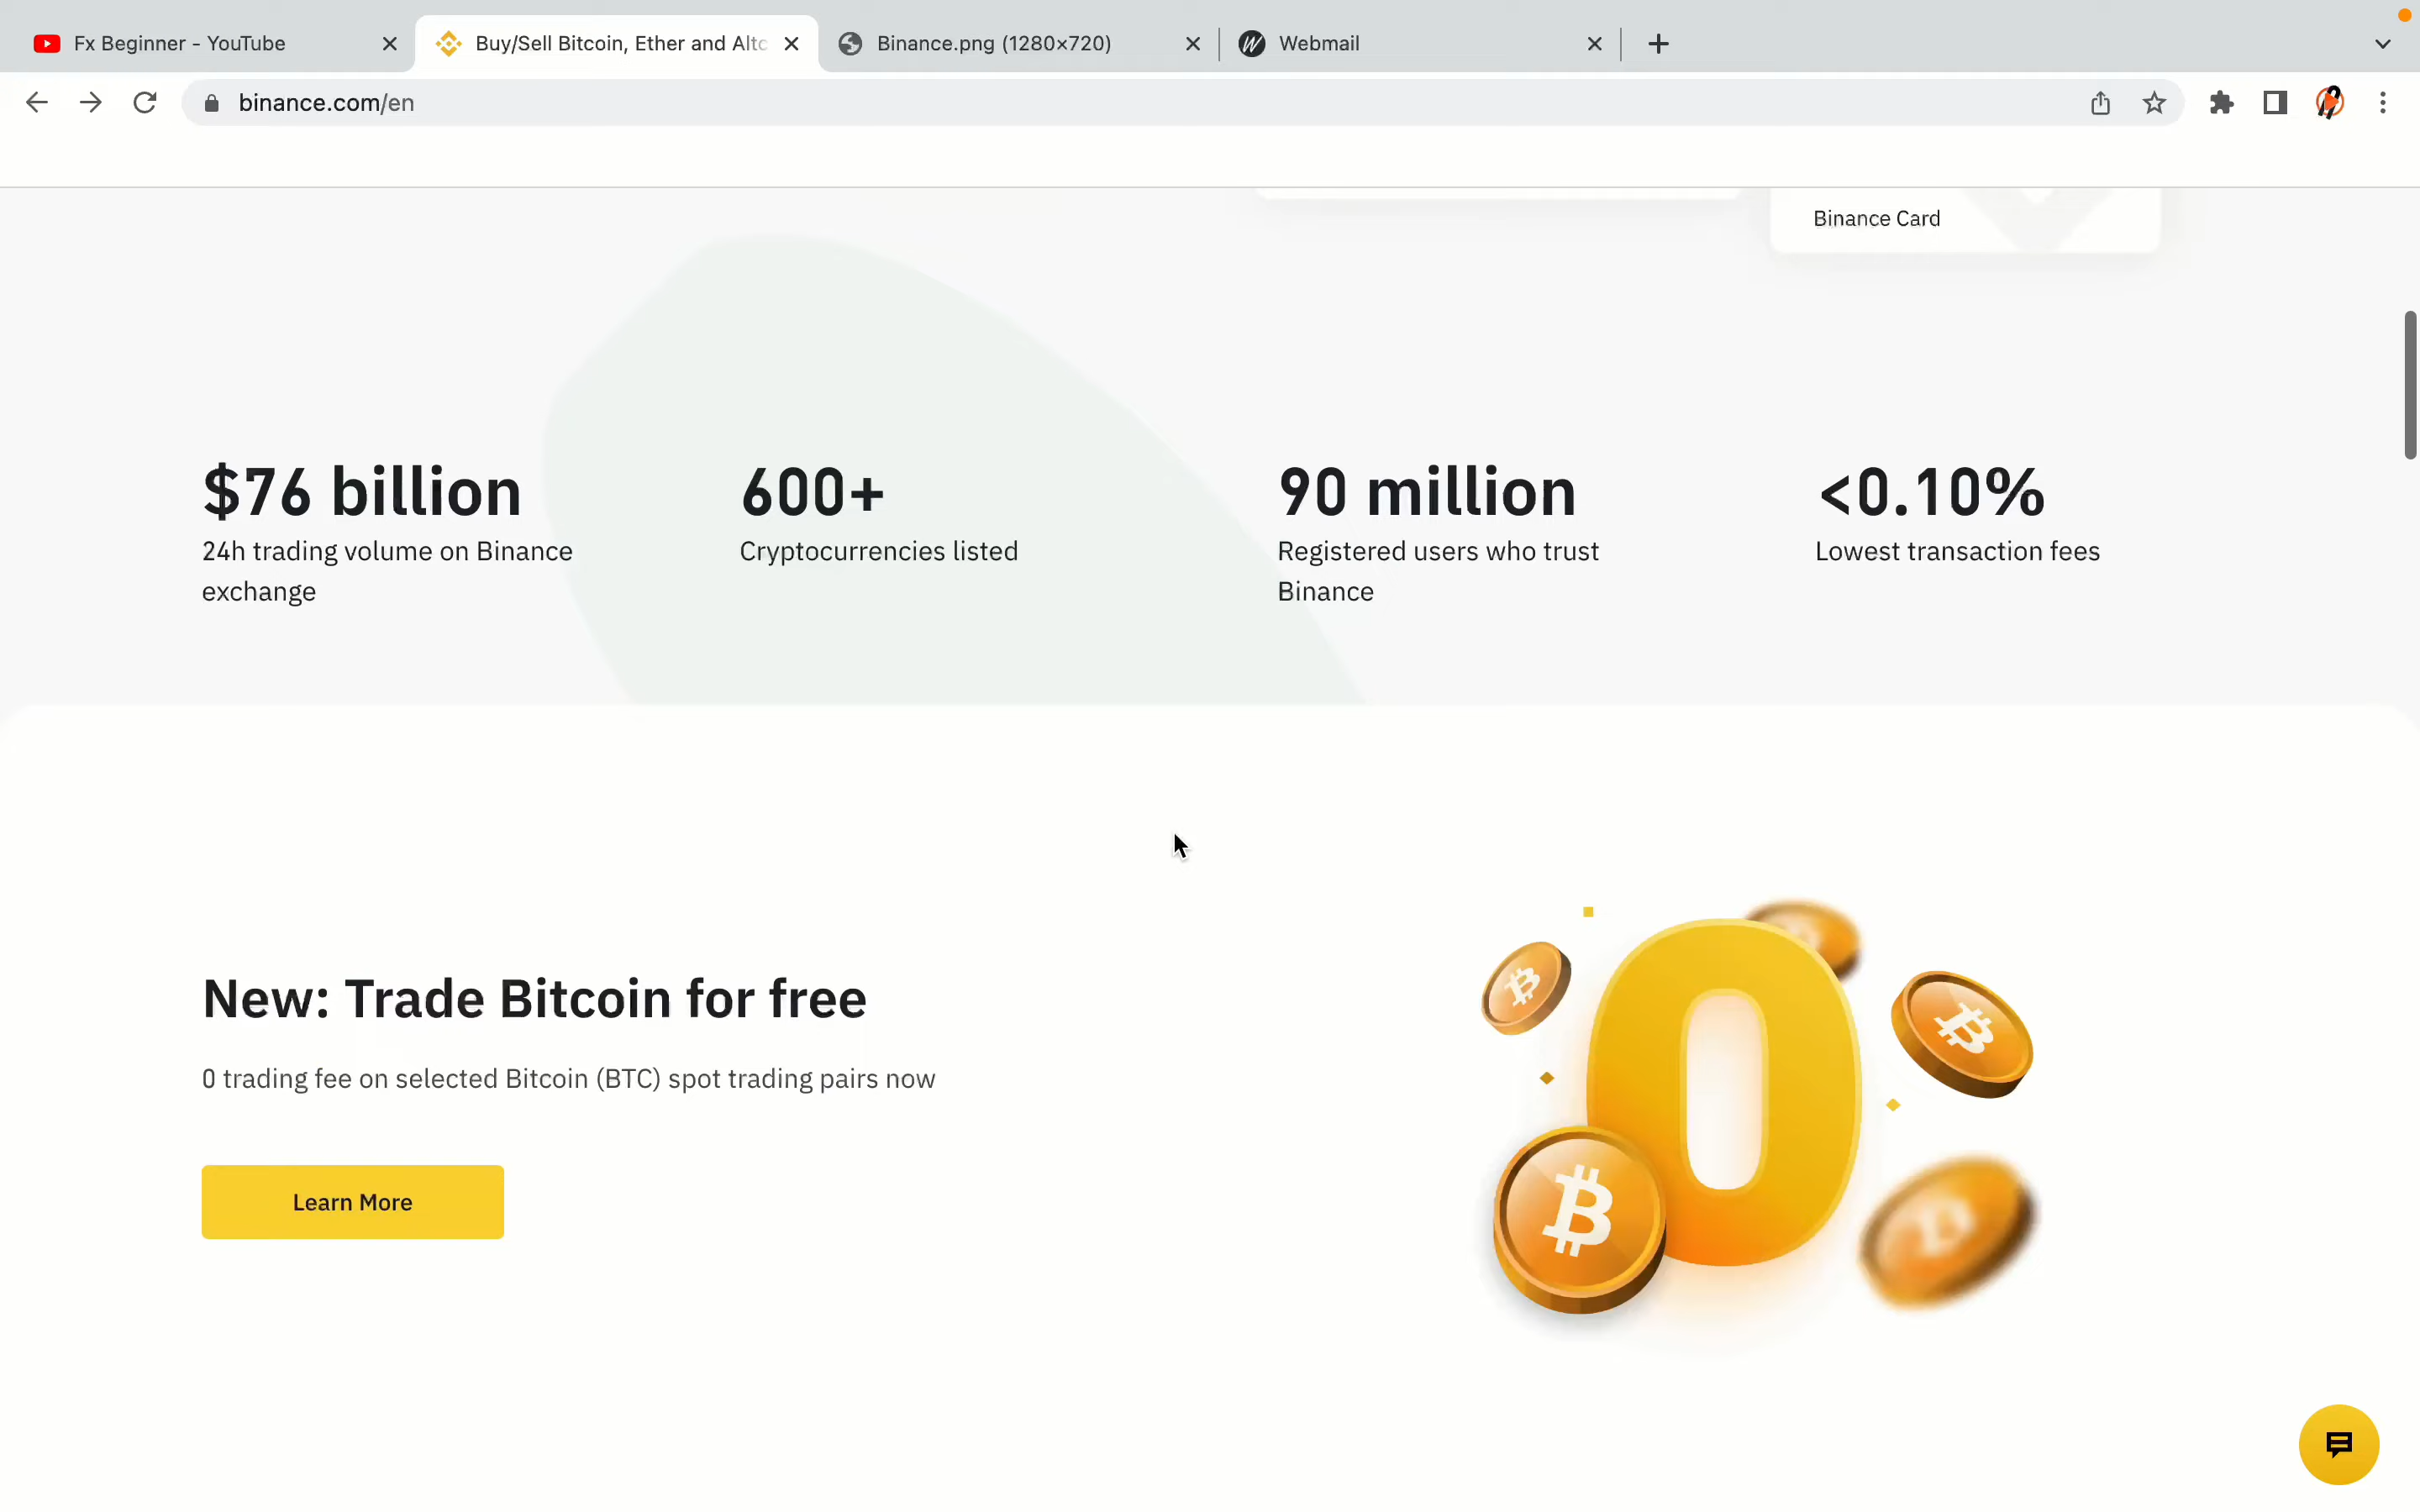 Fx Beginner - YouTube
Buy/Sell Bitcoin, Ether and Altc
Binance.png (1280×720)
Webmail
binance.com/en
Binance Card
$76 billion
24h trading volume on Binance
exchange
600+
Cryptocurrencies listed
90 million
Registered users who trust
Binance
<0.10%
Lowest transaction fees
New: Trade Bitcoin for free
0 trading fee on selected Bitcoin (BTC) spot trading pairs now
Learn More
0